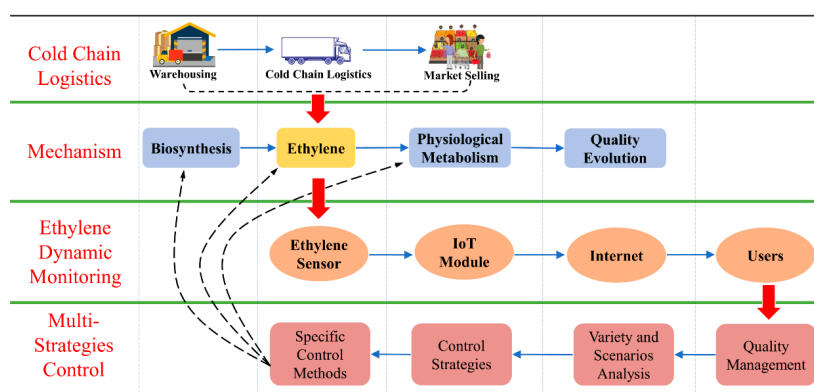 Cold Chain
Logistics
Warehousing
Cold Chain Logistics
Market Selling
Mechanism
Biosynthesis
Ethylene
Physiological
Metabolism
Quality
Evolution
Ethylene
Dynamic
Monitoring
Ethylene
Sensor
IoT
Module
Internet
Users
Multi-
Strategies
Control
Specific
Control
Methods
Control
Strategies
Variety and
Scenarios
Analysis
Quality
Management